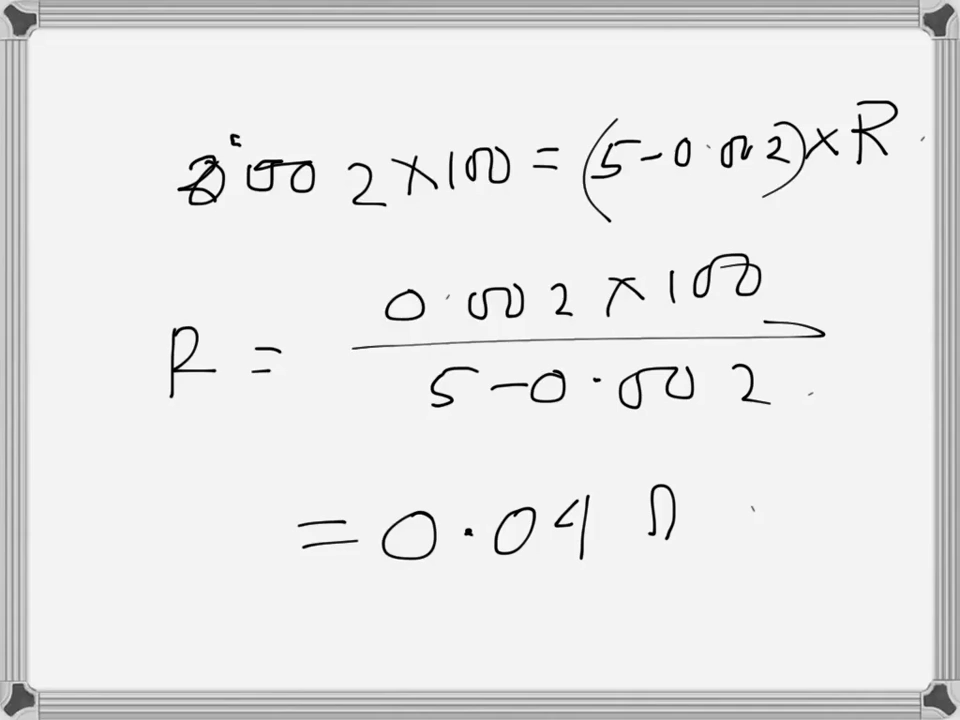 0.002 × 100 = (5 - 0.002) × R
R = 0.002 × 100 / 5 - 0.002
= 0.04 Ω